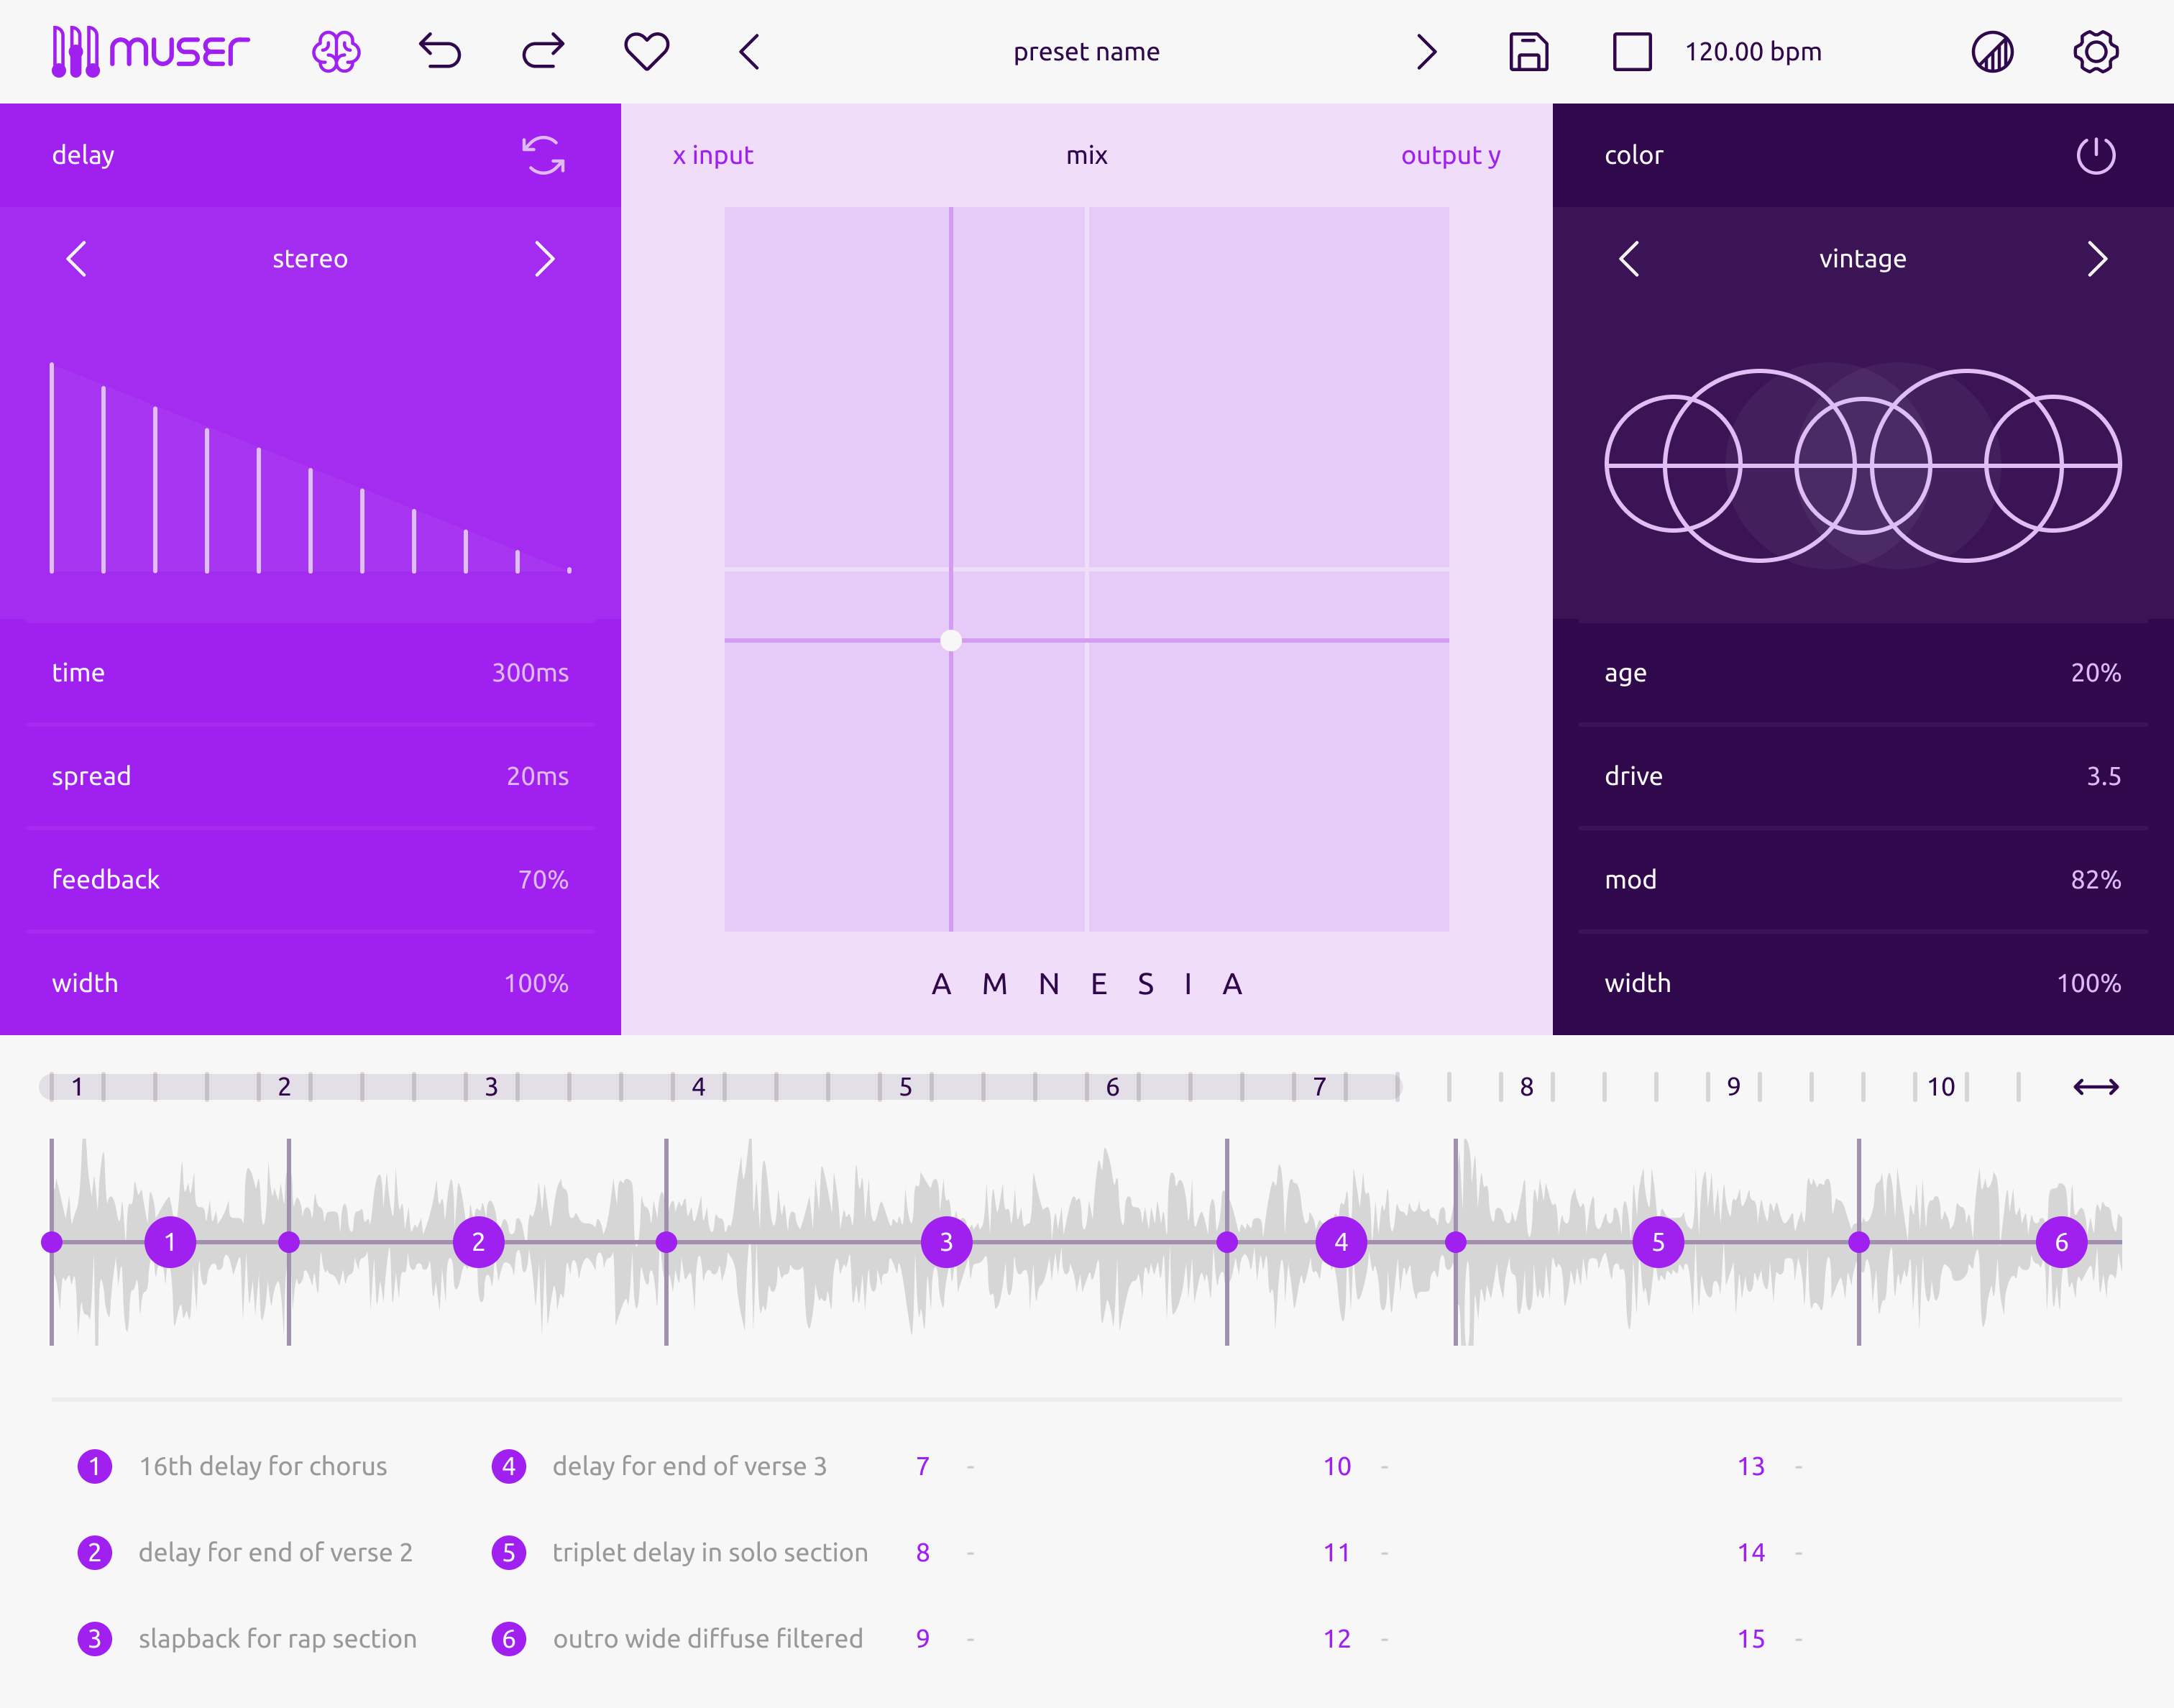 muser
preset name
120.00 bpm
delay
x input
mix
output y
color
stereo
vintage
time 300ms
spread 20ms
feedback 70%
width 100%
age 20%
drive 3.5
mod 82%
width 100%
A M N E S I A
1 2 3 4 5 6 7 8 9 10
1 2 3 4 5 6
1 16th delay for chorus
2 delay for end of verse 2
3 slapback for rap section
4 delay for end of verse 3
5 triplet delay in solo section
6 outro wide diffuse filtered
7 -
8 -
9 -
10 -
11 -
12 -
13 -
14 -
15 -